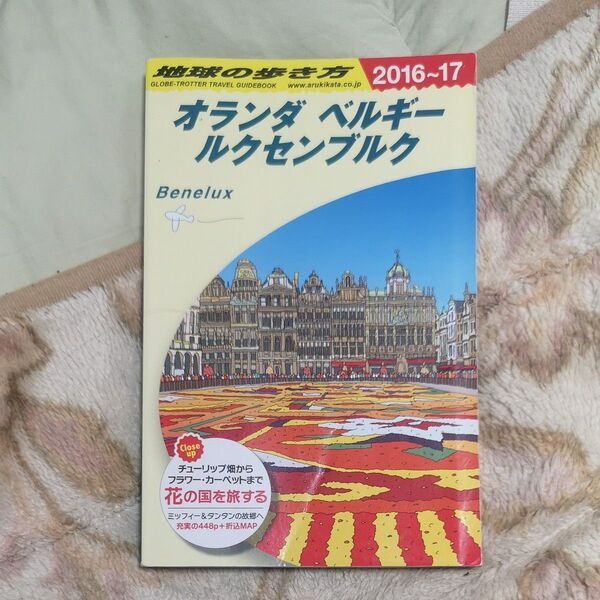 地球の歩き方 2016~17
GLOBE-TROTTER TRAVEL GUIDEBOOK www.arukikata.co.jp
オランダ ベルギー
ルクセンブルク
Benelux
Close up
チューリップ畑から
フラワー・カーペットまで
花の国を旅する
ミッフィー&タンタンの故郷へ
充実の448p+折込MAP